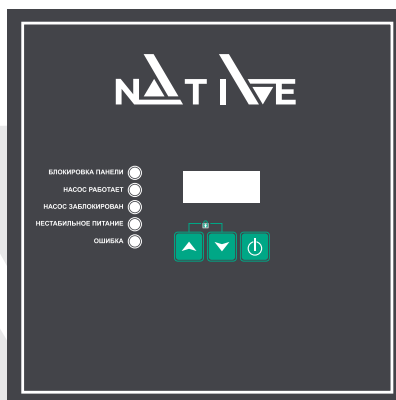 NATIVE
БЛОКИРОВКА ПАНЕЛИ
НАСОС РАБОТАЕТ
НАСОС ЗАБЛОКИРОВАН
НЕСТАБИЛЬНОЕ ПИТАНИЕ
ОШИБКА